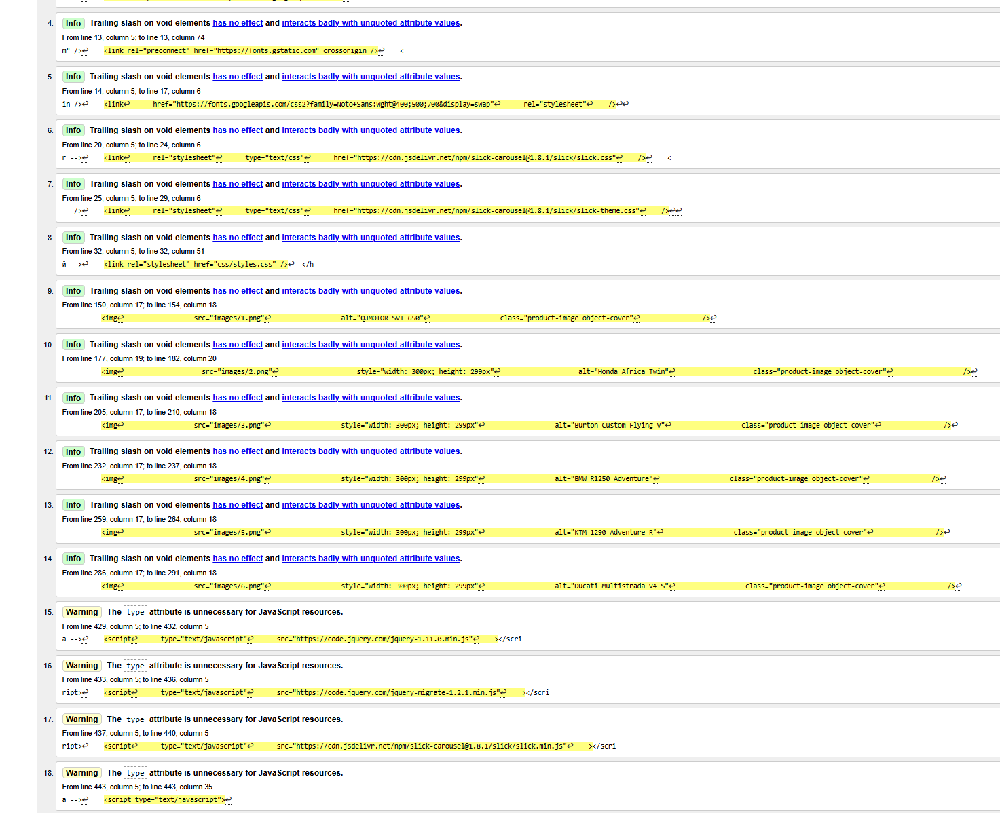 4. Info Trailing slash on void elements has no effect and interacts badly with unquoted attribute values.
From line 13, column 5; to line 13, column 74
m" />↩ <link rel="preconnect" href="https://fonts.gstatic.com" crossorigin />↩ <
5. Info Trailing slash on void elements has no effect and interacts badly with unquoted attribute values.
From line 14, column 5; to line 17, column 6
in />↩ <link↩ href="https://fonts.googleapis.com/css2?family=Noto+Sans:wght@400;500;700&display=swap"↩ rel="stylesheet"↩ />↩↩
6. Info Trailing slash on void elements has no effect and interacts badly with unquoted attribute values.
From line 20, column 5; to line 24, column 6
r -->↩ <link↩ rel="stylesheet"↩ type="text/css"↩ href="https://cdn.jsdelivr.net/npm/slick-carousel@1.8.1/slick/slick.css"↩ />↩ <
7. Info Trailing slash on void elements has no effect and interacts badly with unquoted attribute values.
From line 25, column 5; to line 29, column 6
/>↩ <link↩ rel="stylesheet"↩ type="text/css"↩ href="https://cdn.jsdelivr.net/npm/slick-carousel@1.8.1/slick/slick-theme.css"↩ />↩↩
8. Info Trailing slash on void elements has no effect and interacts badly with unquoted attribute values.
From line 32, column 5; to line 32, column 51
й -->↩ <link rel="stylesheet" href="css/styles.css" />↩ </h
9. Info Trailing slash on void elements has no effect and interacts badly with unquoted attribute values.
From line 150, column 17; to line 154, column 18
<img↩ src="images/1.png"↩ alt="QJMOTOR SVT 650"↩ class="product-image object-cover"↩ />↩
10. Info Trailing slash on void elements has no effect and interacts badly with unquoted attribute values.
From line 177, column 19; to line 182, column 20
<img↩ src="images/2.png"↩ style="width: 300px; height: 299px"↩ alt="Honda Africa Twin"↩ class="product-image object-cover"↩ />↩
11. Info Trailing slash on void elements has no effect and interacts badly with unquoted attribute values.
From line 205, column 17; to line 210, column 18
<img↩ src="images/3.png"↩ style="width: 300px; height: 299px"↩ alt="Burton Custom Flying V"↩ class="product-image object-cover"↩ />↩
12. Info Trailing slash on void elements has no effect and interacts badly with unquoted attribute values.
From line 232, column 17; to line 237, column 18
<img↩ src="images/4.png"↩ style="width: 300px; height: 299px"↩ alt="BMW R1250 Adventure"↩ class="product-image object-cover"↩ />↩
13. Info Trailing slash on void elements has no effect and interacts badly with unquoted attribute values.
From line 259, column 17; to line 264, column 18
<img↩ src="images/5.png"↩ style="width: 300px; height: 299px"↩ alt="KTM 1290 Adventure R"↩ class="product-image object-cover"↩ />↩
14. Info Trailing slash on void elements has no effect and interacts badly with unquoted attribute values.
From line 286, column 17; to line 291, column 18
<img↩ src="images/6.png"↩ style="width: 300px; height: 299px"↩ alt="Ducati Multistrada V4 S"↩ class="product-image object-cover"↩ />↩
15. Warning The type attribute is unnecessary for JavaScript resources.
From line 429, column 5; to line 432, column 5
a -->↩ <script↩ type="text/javascript"↩ src="https://code.jquery.com/jquery-1.11.0.min.js"↩ ></scri
16. Warning The type attribute is unnecessary for JavaScript resources.
From line 433, column 5; to line 436, column 5
ript>↩ <script↩ type="text/javascript"↩ src="https://code.jquery.com/jquery-migrate-1.2.1.min.js"↩ ></scri
17. Warning The type attribute is unnecessary for JavaScript resources.
From line 437, column 5; to line 440, column 5
ript>↩ <script↩ type="text/javascript"↩ src="https://cdn.jsdelivr.net/npm/slick-carousel@1.8.1/slick/slick.min.js"↩ ></scri
18. Warning The type attribute is unnecessary for JavaScript resources.
From line 443, column 5; to line 443, column 35
a -->↩ <script type="text/javascript">↩